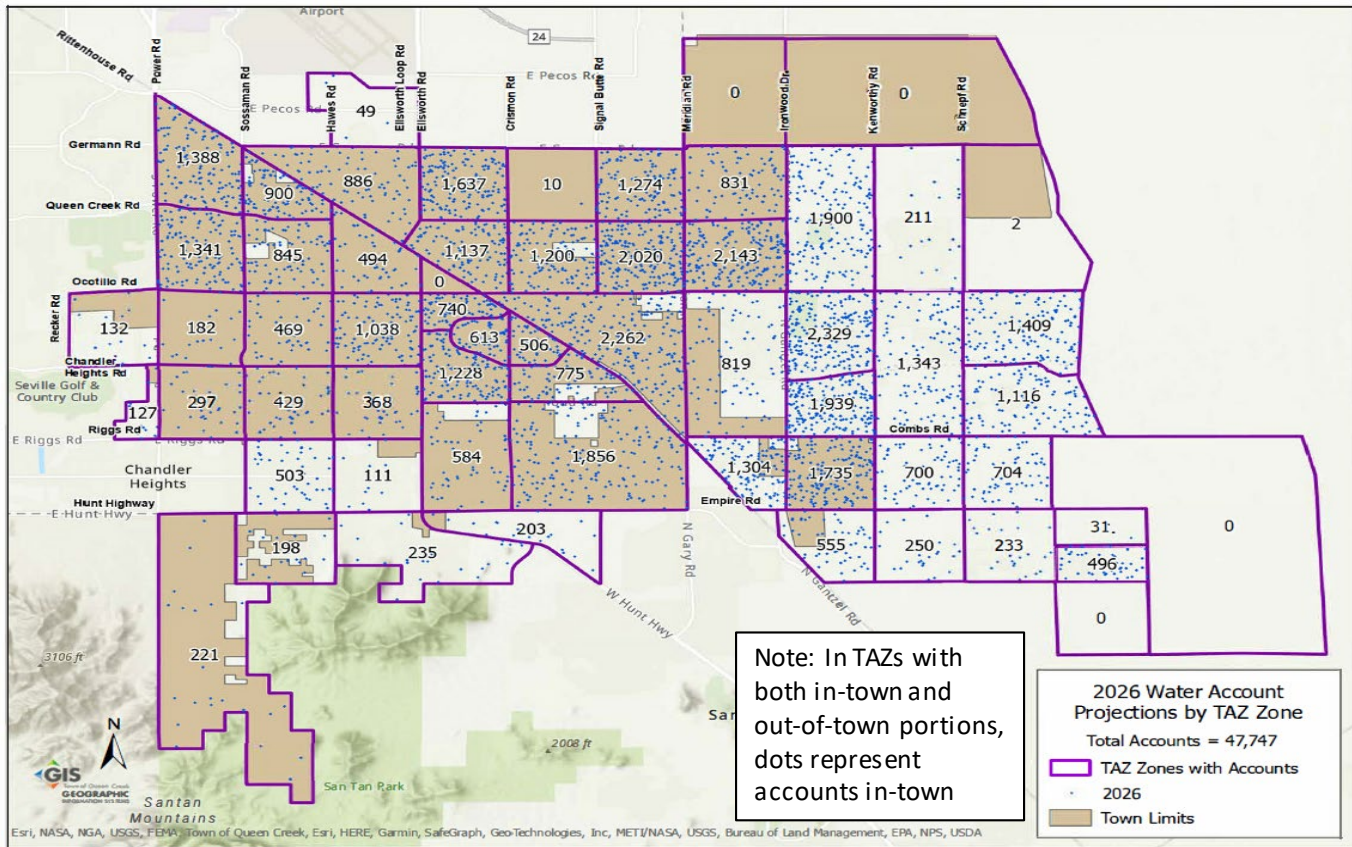 Airport
24
Rittenhouse Rd
Power Rd
Sossaman Rd
Hawes Rd
Ellsworth Loop Rd
Ellsworth Rd
Crismon Rd
Signal Butte Rd
Meridian Rd
Ironwood Dr
Kenworthy Rd
Schnepf Rd
E Pecos Rd
E Pecos Rd
49
0
0
Germann Rd
1,388
900
886
1,637
10
1,274
831
1,900
211
2
Queen Creek Rd
1,341
845
494
1,137
1,200
2,020
2,143
Ocotillo Rd
0
Recker Rd
132
182
469
1,038
740
613
506
2,262
819
2,329
1,343
1,409
Chandler
Heights Rd
Seville Golf &
Country Club
127
297
429
368
1,228
775
1,939
1,116
Riggs Rd
E Riggs Rd
E Riggs Rd
Combs Rd
Chandler
Heights
503
111
584
1,856
1,304
1,735
700
704
Hunt Highway
E Hunt Hwy
Empire Rd
198
235
203
N Gary Rd
555
250
233
31
496
0
0
N Gantzel Rd
W Hunt Hwy
3106 ft
221
2008 ft
San Tan Park
Santan
Mountains
N
GIS
Town of Queen Creek
GEOGRAPHIC
INFORMATION SYSTEMS
Note: In TAZs with
both in-town and
out-of-town portions,
dots represent
accounts in-town
2026 Water Account
Projections by TAZ Zone
Total Accounts = 47,747
TAZ Zones with Accounts
2026
Town Limits
Esri, NASA, NGA, USGS, FEMA, Town of Queen Creek, Esri, HERE, Garmin, SafeGraph, GeoTechnologies, Inc, METI/NASA, USGS, Bureau of Land Management, EPA, NPS, USDA